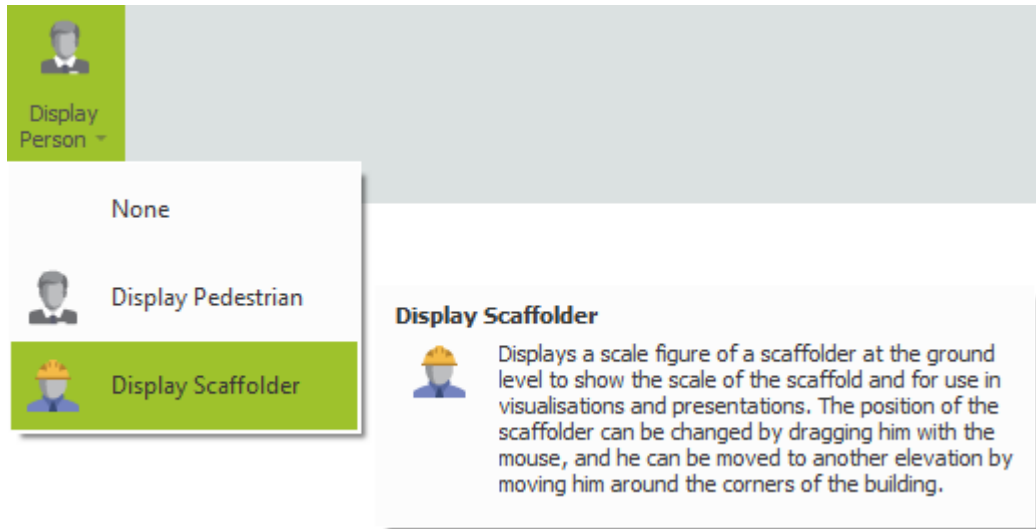 Display
Person
None
Display Pedestrian
Display Scaffolder
Display Scaffolder
Displays a scale figure of a scaffolder at the ground
level to show the scale of the scaffold and for use in
visualisations and presentations. The position of the
scaffolder can be changed by dragging him with the
mouse, and he can be moved to another elevation by
moving him around the corners of the building.